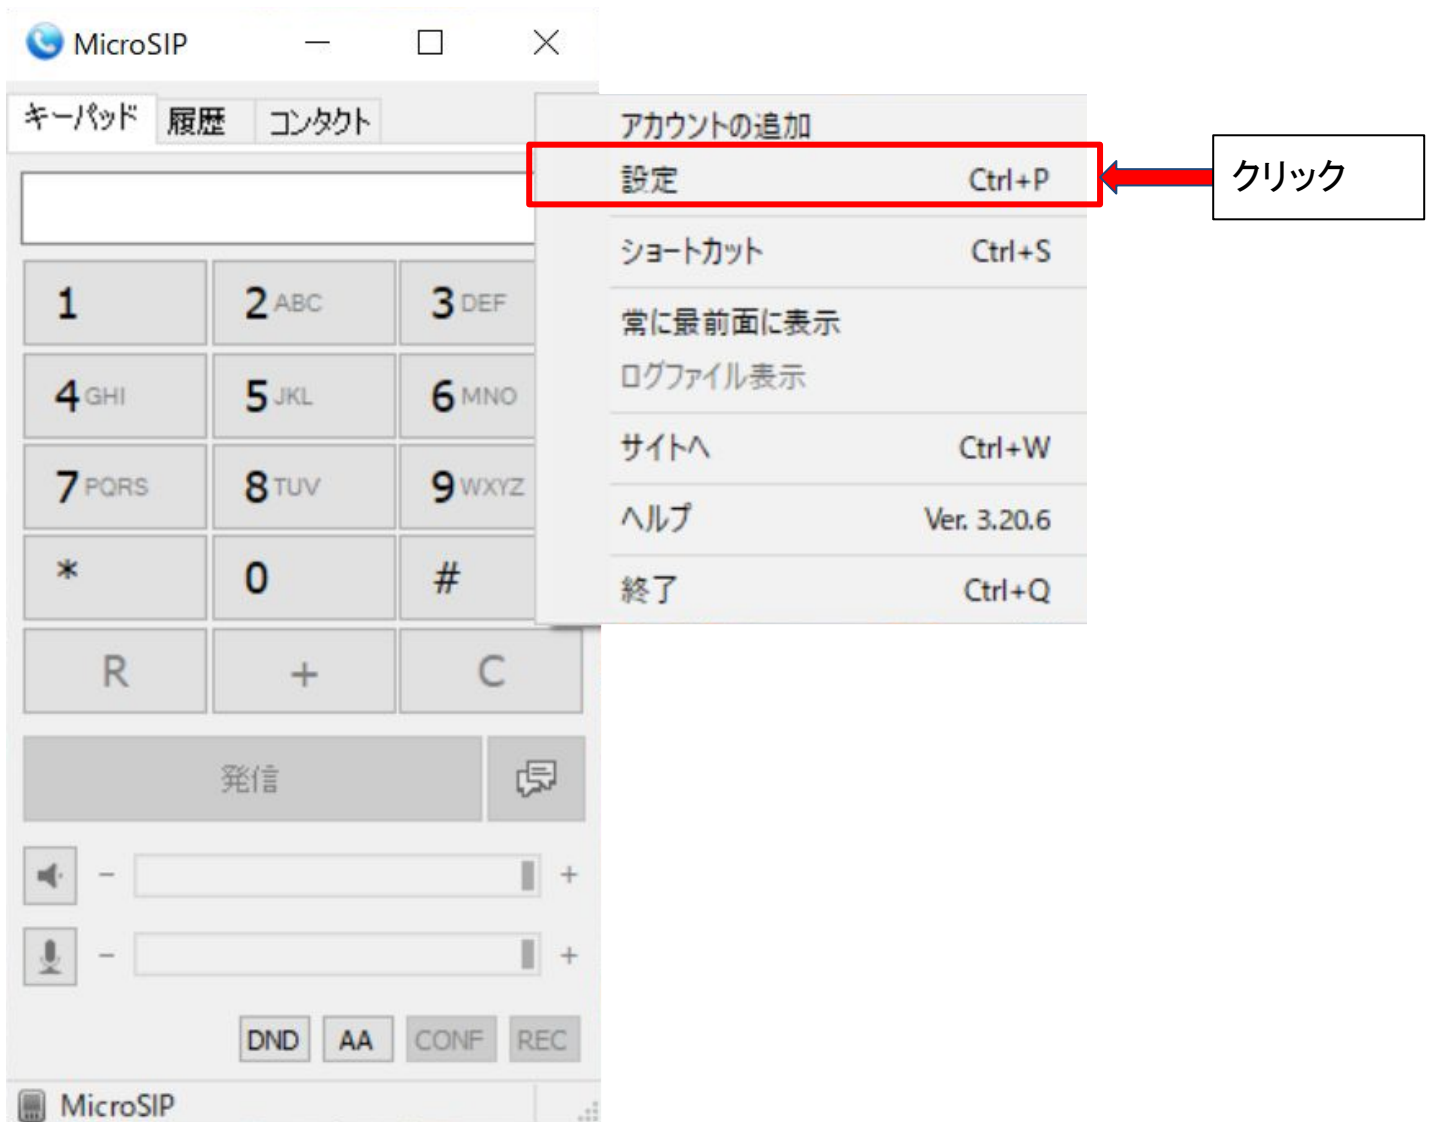 MicroSIP
キーパッド 履歴 コンタクト
アカウントの追加
設定 Ctrl+P
クリック
ショートカット Ctrl+S
常に最前面に表示
ログファイル表示
サイトへ Ctrl+W
ヘルプ Ver. 3.20.6
終了 Ctrl+Q
1 2 ABC 3 DEF
4 GHI 5 JKL 6 MNO
7 PQRS 8 TUV 9 WXYZ
* 0 #
R + C
発信
- +
- +
DND AA CONF REC
MicroSIP